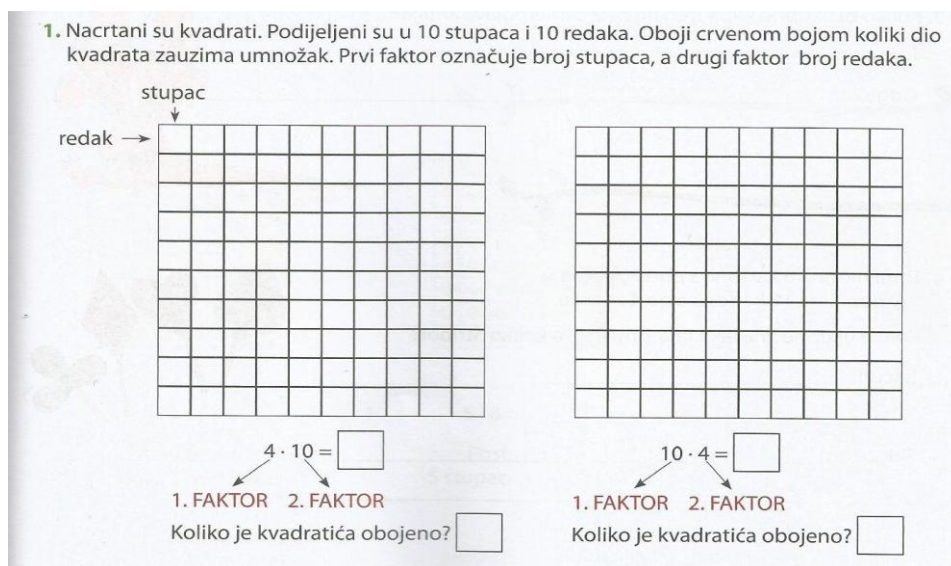 1. Nacrtani su kvadrati. Podijeljeni su u 10 stupaca i 10 redaka. Oboji crvenom bojom koliki dio
kvadrata zauzima umnožak. Prvi faktor označuje broj stupaca, a drugi faktor broj redaka.
stupac
redak
4 · 10 =
1. FAKTOR 2. FAKTOR
Koliko je kvadratića obojeno?
10 · 4 =
1. FAKTOR 2. FAKTOR
Koliko je kvadratića obojeno?